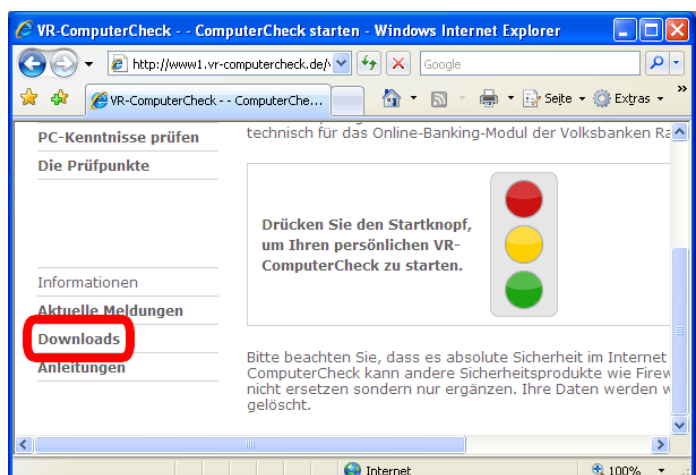 VR-ComputerCheck - - ComputerCheck starten - Windows Internet Explorer
http://www1.vr-computercheck.de/
Google
VR-ComputerCheck - - ComputerChe...
Seite
Extras
PC-Kenntnisse prüfen
technisch für das Online-Banking-Modul der Volksbanken Ra
Die Prüfpunkte
Drücken Sie den Startknopf,
um Ihren persönlichen VR-
ComputerCheck zu starten.
Informationen
Aktuelle Meldungen
Downloads
Anleitungen
Bitte beachten Sie, dass es absolute Sicherheit im Internet
ComputerCheck kann andere Sicherheitsprodukte wie Firew
nicht ersetzen sondern nur ergänzen. Ihre Daten werden w
gelöscht.
Internet
100%